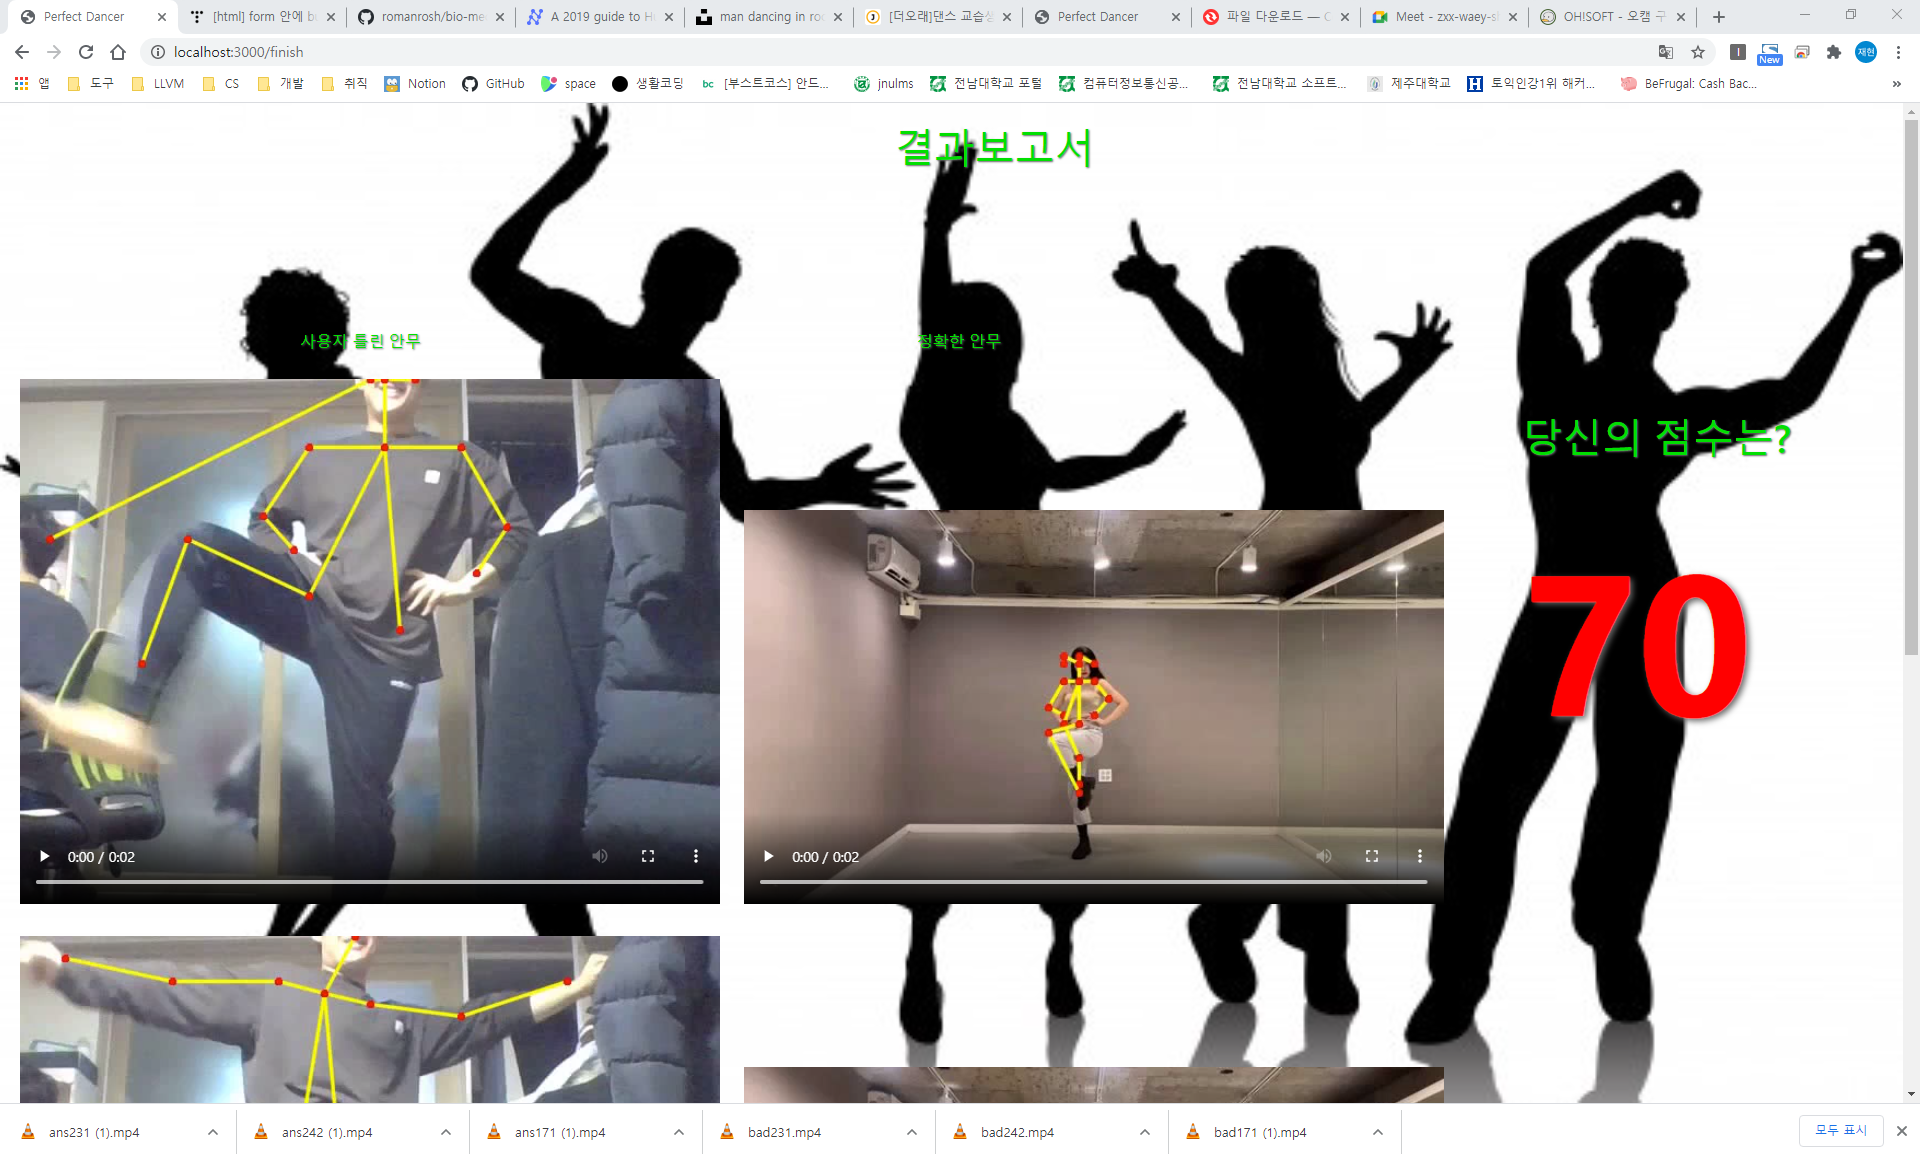 Perfect Dancer
[html] form 안에 bu
romanrosh/bio-me
A 2019 guide to H
man dancing in ro
[더오래]댄스 교습
Perfect Dancer
파일 다운로드 — C
Meet - zxx-waey-s
OH!SOFT - 오캠 구
localhost:3000/finish
재현
New
앱
도구
LLVM
CS
개발
취직
Notion
GitHub
space
생활코딩
bc [부스트코스] 안드...
jnulms
전남대학교 포털
컴퓨터정보통신공...
전남대학교 소프트...
제주대학교
토익인강1위 해커...
BeFrugal: Cash Bac...
»
결과보고서
사용자 틀린 안무
정확한 안무
당신의 점수는?
70
0:00 / 0:02
0:00 / 0:02
ans231 (1).mp4
ans242 (1).mp4
ans171 (1).mp4
bad231.mp4
bad242.mp4
bad171 (1).mp4
모두 표시